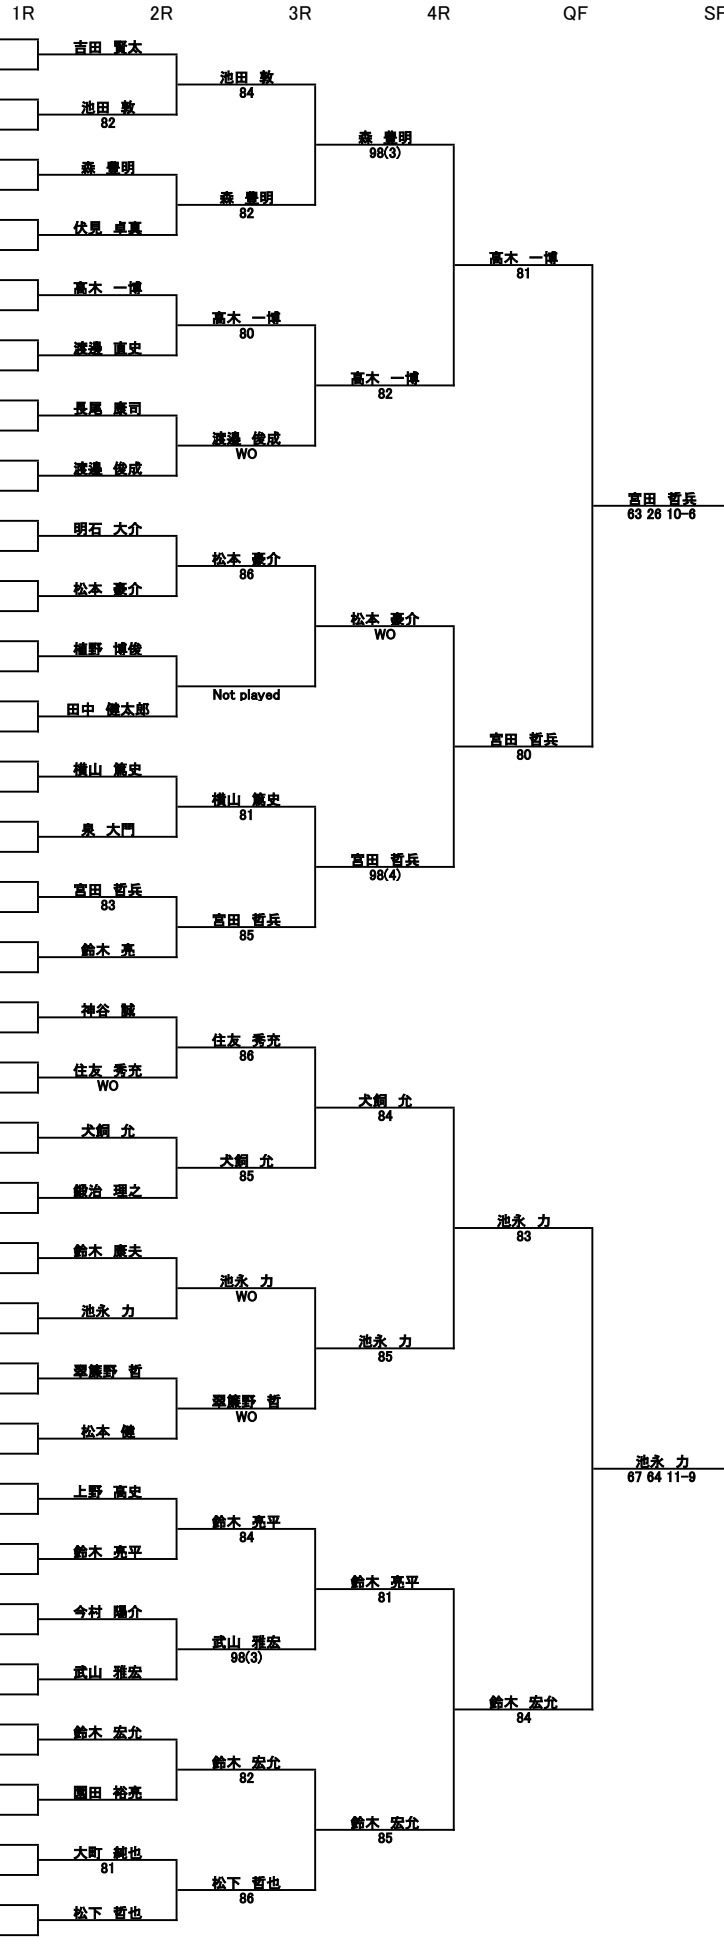 1R 2R 3R 4R QF SF
吉田 賢太
池田 敦
84
池田 敦
82
森 豊明
98(3)
森 豊明
森 豊明
82
伏見 卓真
高木 一博
81
高木 一博
高木 一博
80
渡邉 直史
高木 一博
82
長尾 康司
渡邉 俊成
WO
渡邉 俊成
宮田 哲兵
63 26 10-6
明石 大介
松本 豪介
86
松本 豪介
松本 豪介
WO
植野 博俊
Not played
田中 健太郎
宮田 哲兵
80
横山 篤史
横山 篤史
81
泉 大門
宮田 哲兵
98(4)
宮田 哲兵
83
宮田 哲兵
85
鈴木 亮
神谷 誠
住友 秀充
86
住友 秀充
WO
犬飼 允
84
犬飼 允
犬飼 允
85
鍛治 理之
池永 力
83
鈴木 康夫
池永 力
WO
池永 力
池永 力
85
翠簾野 哲
翠簾野 哲
WO
松本 健
池永 力
67 64 11-9
上野 高史
鈴木 亮平
84
鈴木 亮平
鈴木 亮平
81
今村 陽介
武山 雅宏
98(3)
武山 雅宏
鈴木 宏允
84
鈴木 宏允
鈴木 宏允
82
園田 裕亮
鈴木 宏允
85
大町 純也
81
松下 哲也
86
松下 哲也